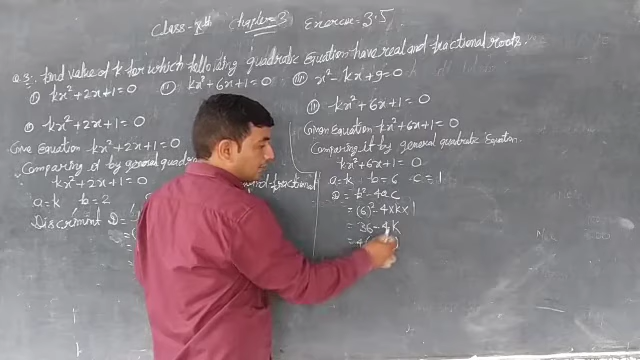 Class-xth Chapter=3 Exercise=3.5
Q.3:- Find value of k for which following quadratic Equation have real and fractional roots.
(i) kx²+2x+1=0 (ii) kx²+6x+1=0 (iii) x²-kx+9=0
(i) kx²+2x+1=0
Give Equation kx²+2x+1=0
Comparing it by general quadra
kx²+2x+1=0
a=k b=2
Discriment D=
fractional
(ii) kx²+6x+1=0
Given Equation kx²+6x+1=0
Comparing it by general quadratic Equation.
kx²+6x+1=0
a=k b=6 c=1
D=b²-4ac
=(6)²-4×k×1
=36-4k